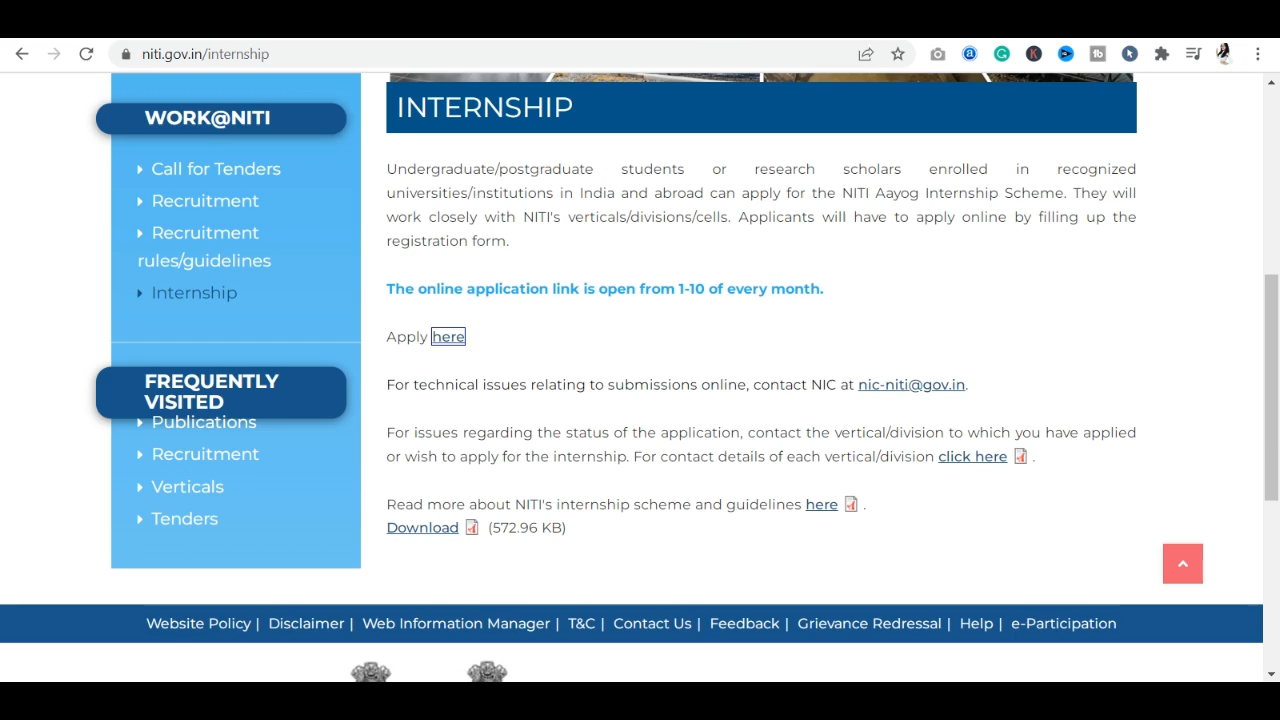 niti.gov.in/internship
WORK@NITI
Call for Tenders
Recruitment
Recruitment
rules/guidelines
Internship
FREQUENTLY
VISITED
Publications
Recruitment
Verticals
Tenders
INTERNSHIP
Undergraduate/postgraduate students or research scholars enrolled in recognized
universities/institutions in India and abroad can apply for the NITI Aayog Internship Scheme. They will
work closely with NITI's verticals/divisions/cells. Applicants will have to apply online by filling up the
registration form.
The online application link is open from 1-10 of every month.
Apply here
For technical issues relating to submissions online, contact NIC at nic-niti@gov.in.
For issues regarding the status of the application, contact the vertical/division to which you have applied
or wish to apply for the internship. For contact details of each vertical/division click here .
Read more about NITI's internship scheme and guidelines here .
Download (572.96 KB)
Website Policy | Disclaimer | Web Information Manager | T&C | Contact Us | Feedback | Grievance Redressal | Help | e-Participation